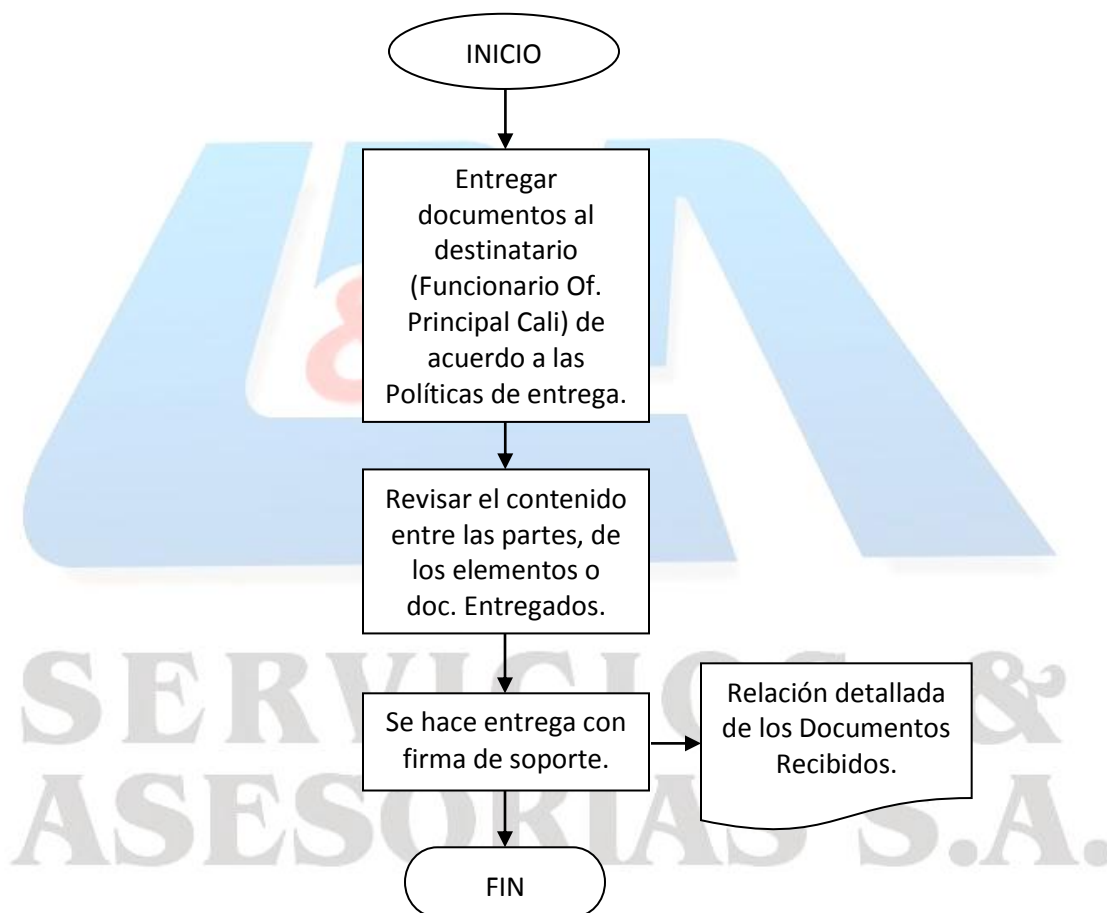 INICIO
Entregar
documentos al
destinatario
(Funcionario Of.
Principal Cali) de
acuerdo a las
Políticas de entrega.
Revisar el contenido
entre las partes, de
los elementos o
doc. Entregados.
Se hace entrega con
firma de soporte.
Relación detallada
de los Documentos
Recibidos.
FIN
SERVICIOS &
ASESORÍAS S.A.